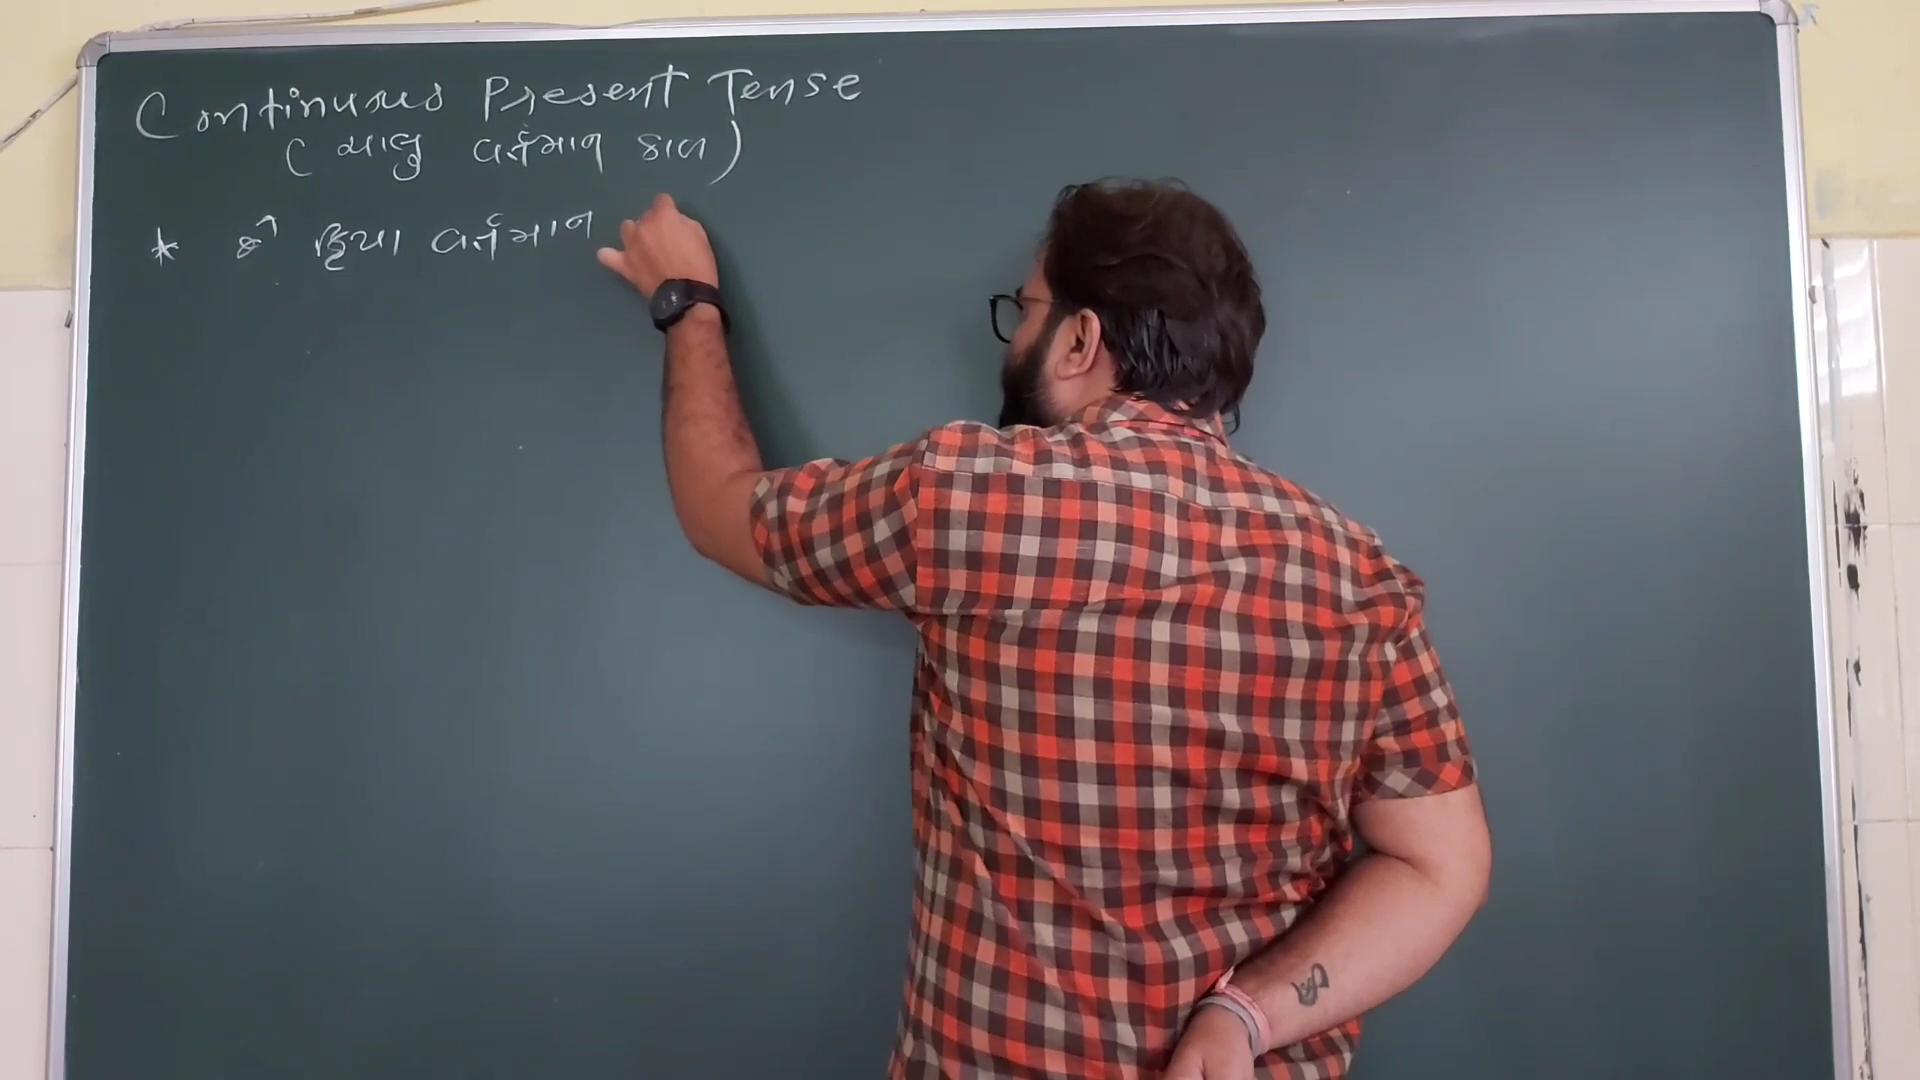 Continuous Present Tense
(ચાલુ વર્તમાન કાળ)
* જે ક્રિયા વર્તમાન